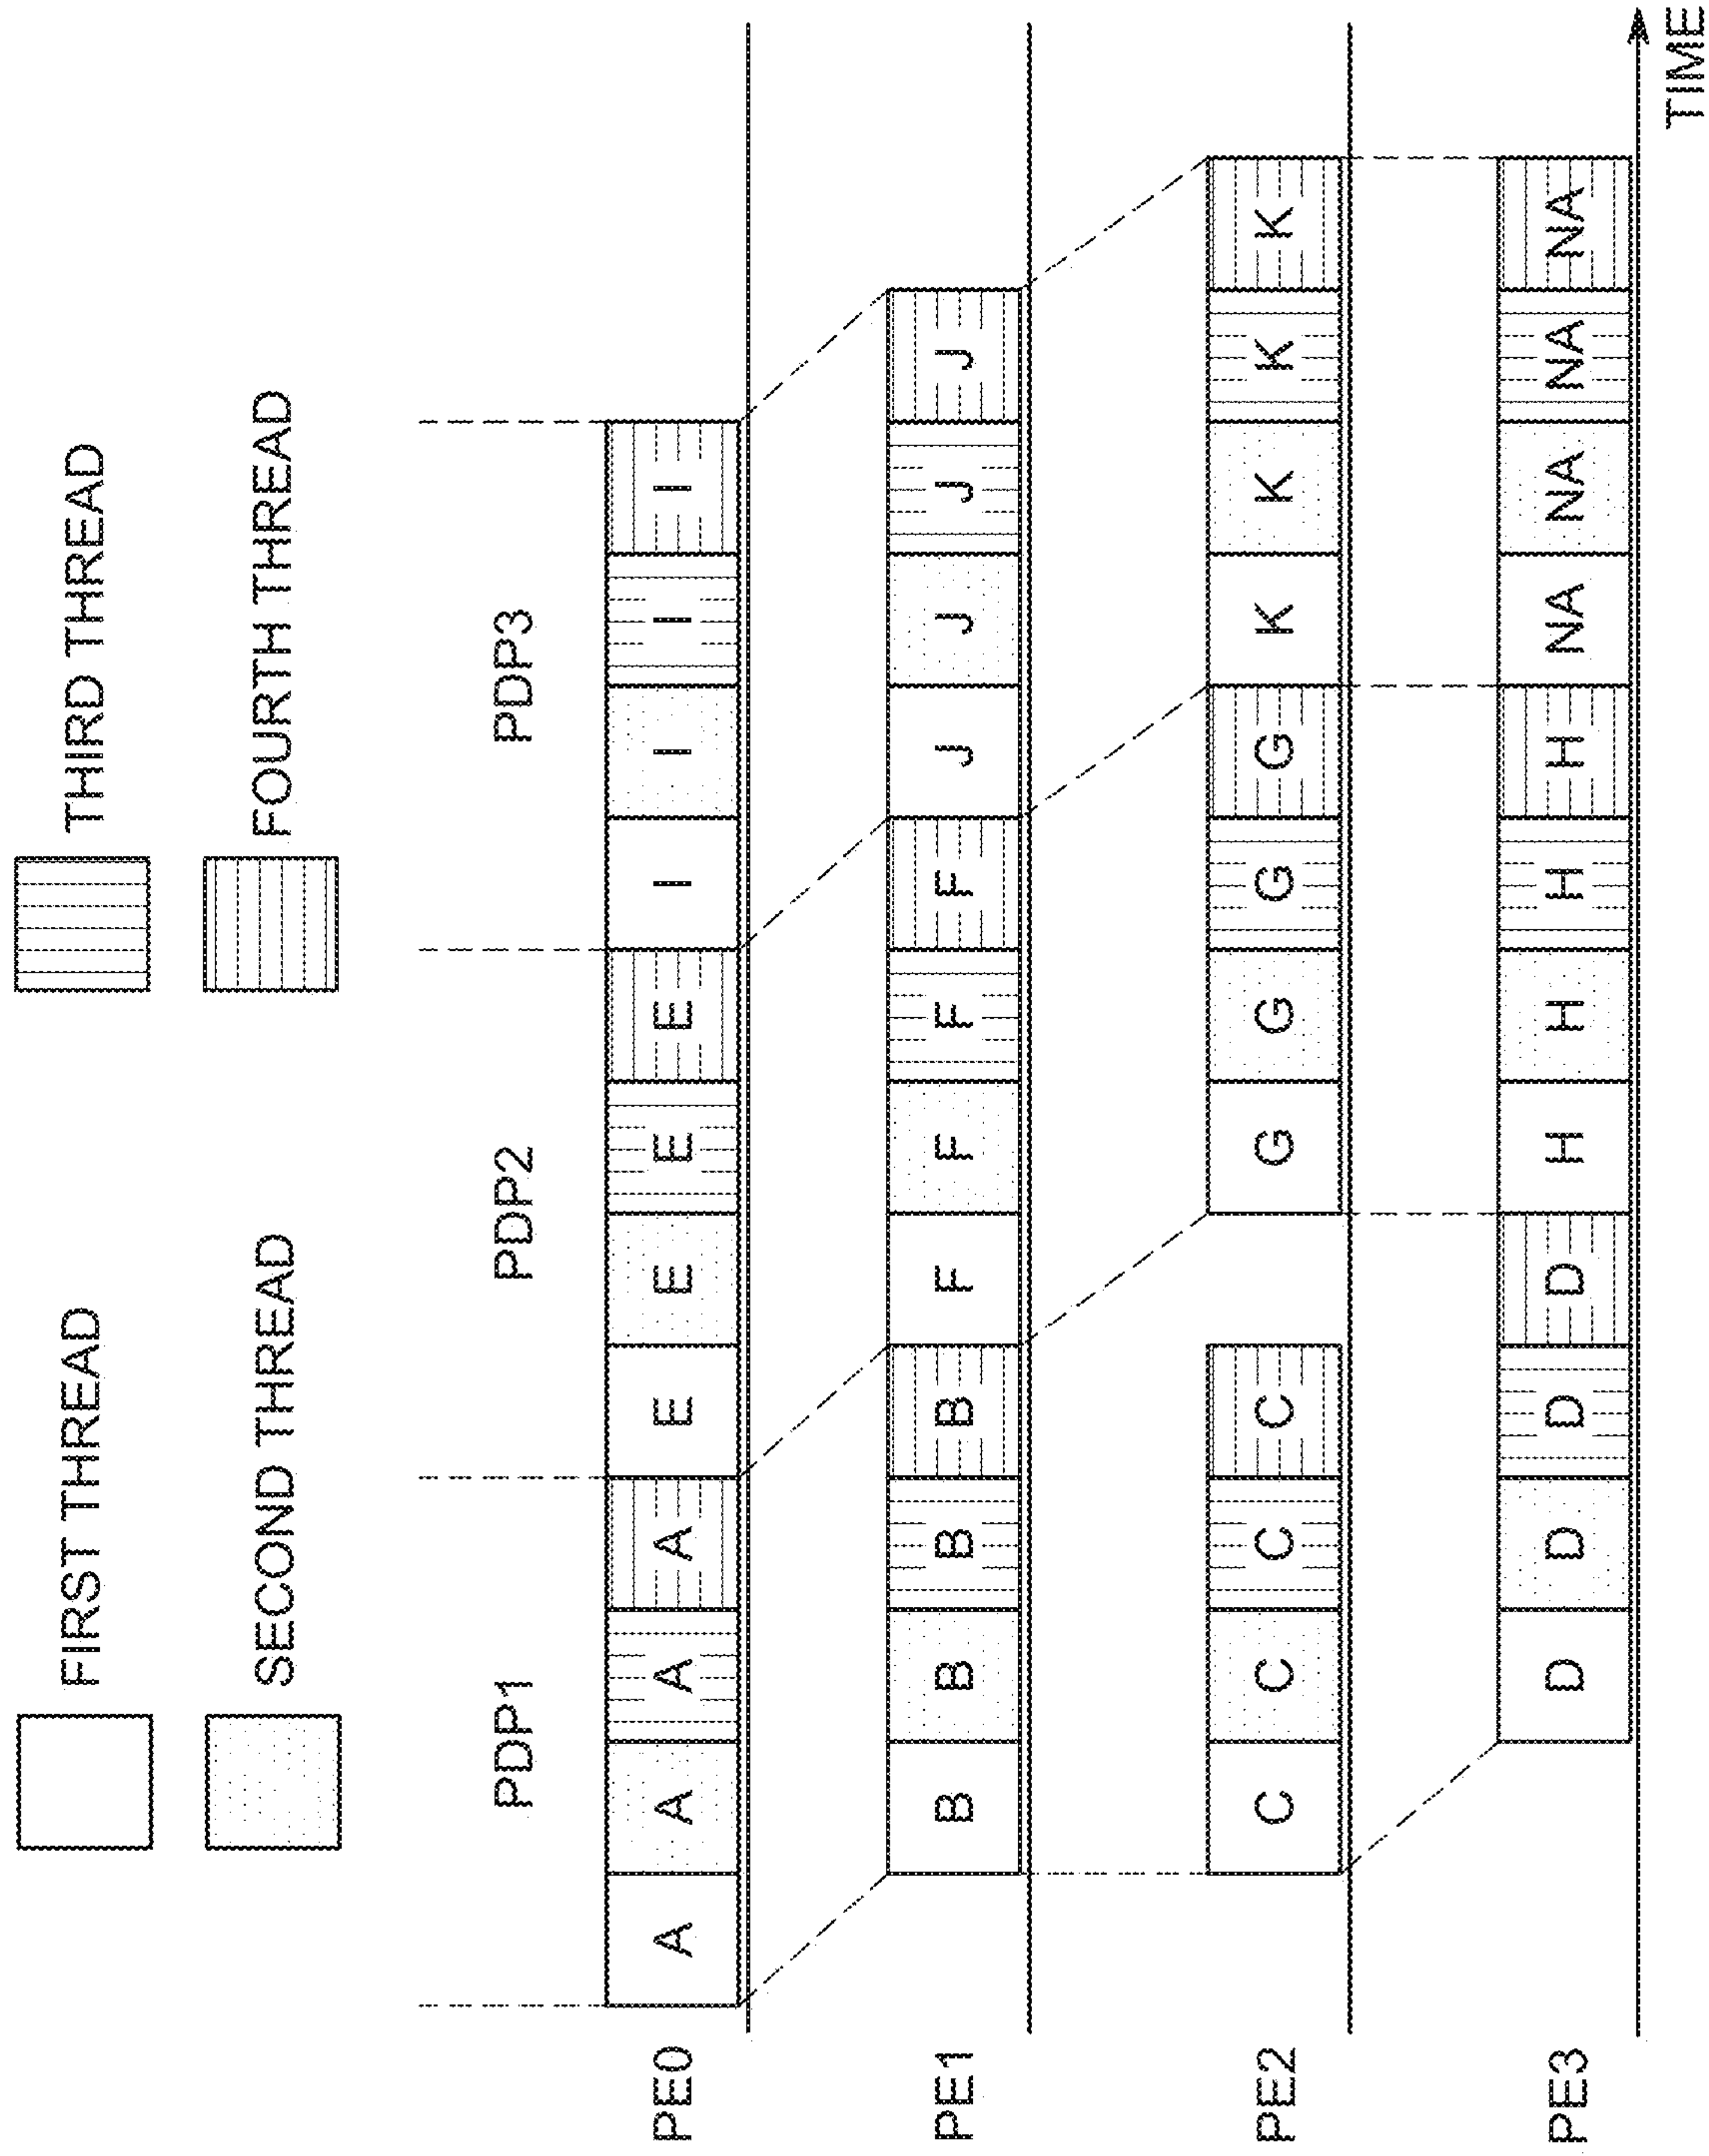 FIRST THREAD THIRD THREAD
SECOND THREAD FOURTH THREAD
PDP1 PDP2 PDP3
PE0 A A A A E E E E I I I I
PE1 B B B B F F F F J J J J
PE2 C C C C G G G G K K K K
PE3 D D D D H H H H NA NA NA NA
TIME